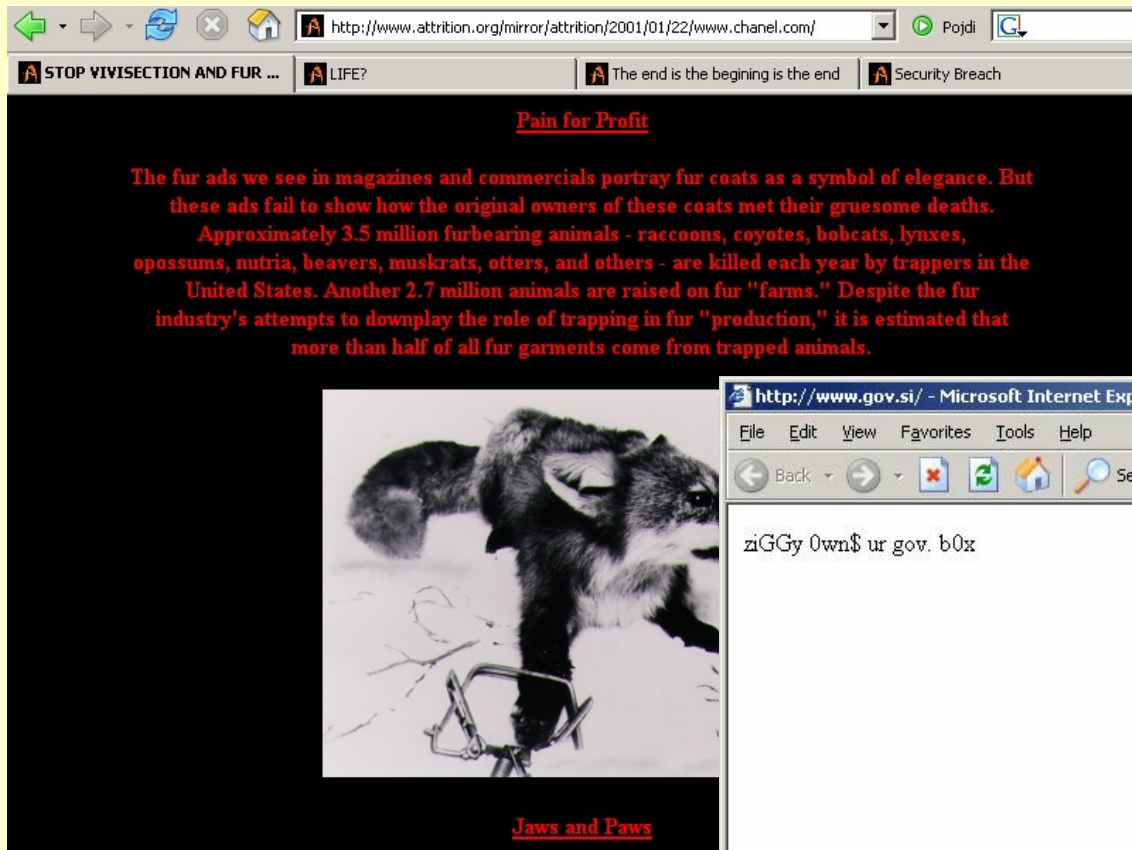 http://www.attrition.org/mirror/attrition/2001/01/22/www.chanel.com/
Pojdi
G
STOP VIVISECTION AND FUR ...
LIFE?
The end is the begining is the end
Security Breach
Pain for Profit
The fur ads we see in magazines and commercials portray fur coats as a symbol of elegance. But
these ads fail to show how the original owners of these coats met their gruesome deaths.
Approximately 3.5 million furbearing animals - raccoons, coyotes, bobcats, lynxes,
opossums, nutria, beavers, muskrats, otters, and others - are killed each year by trappers in the
United States. Another 2.7 million animals are raised on fur "farms." Despite the fur
industry's attempts to downplay the role of trapping in fur "production," it is estimated that
more than half of all fur garments come from trapped animals.
http://www.gov.si/ - Microsoft Internet Exp
File Edit View Favorites Tools Help
Back Se
ziGGy 0wn$ ur gov. b0x
Jaws and Paws